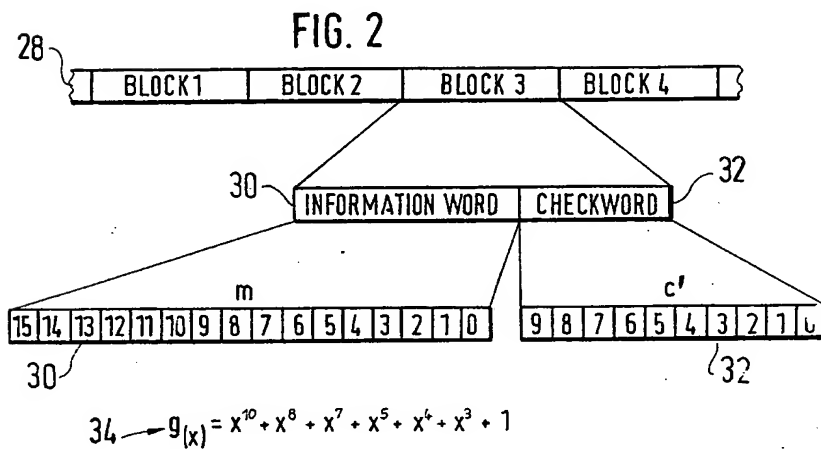 FIG. 2
28
BLOCK 1 BLOCK 2 BLOCK 3 BLOCK 4
30 INFORMATION WORD CHECKWORD 32
m c'
15 14 13 12 11 10 9 8 7 6 5 4 3 2 1 0 9 8 7 6 5 4 3 2 1 0
30 32
34 → g(x) = x¹⁰ + x⁸ + x⁷ + x⁵ + x⁴ + x³ + 1